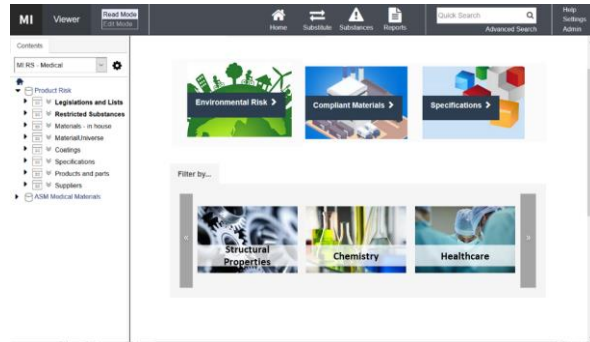 MI
Viewer
Read Mode
Edit Mode
Home
Substitute
Substances
Reports
Quick Search
Advanced Search
Help
Settings
Admin
Contents
MI:RS - Medical
Product Risk
Legislations and Lists
Restricted Substances
Materials - in house
MaterialUniverse
Coatings
Specifications
Products and parts
Suppliers
ASM Medical Materials
Environmental Risk >
Compliant Materials >
Specifications >
Filter by...
<
Structural
Properties
Chemistry
Healthcare
>